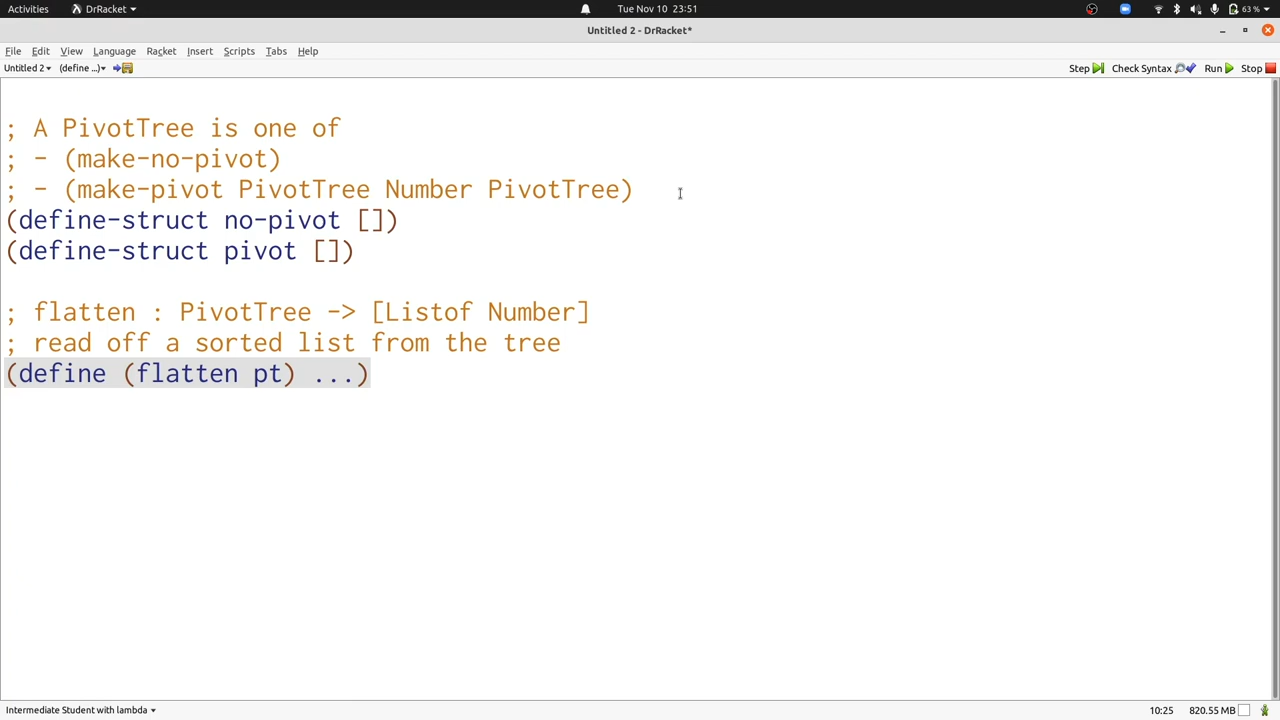 Activities DrRacket Tue Nov 10 23:51 63 %
Untitled 2 - DrRacket*
File Edit View Language Racket Insert Scripts Tabs Help
Untitled 2 (define ...) Step Check Syntax Run Stop
; A PivotTree is one of
; - (make-no-pivot)
; - (make-pivot PivotTree Number PivotTree)
(define-struct no-pivot [])
(define-struct pivot [])
; flatten : PivotTree -> [Listof Number]
; read off a sorted list from the tree
(define (flatten pt) ...)
Intermediate Student with lambda 10:25 820.55 MB